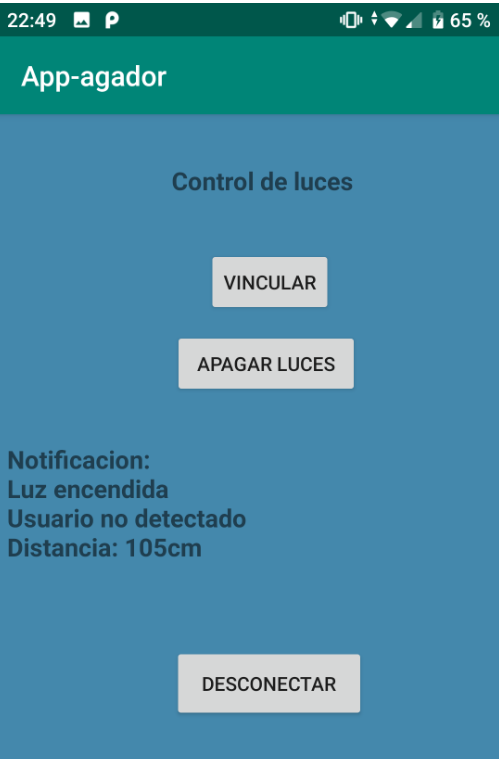 22:49 65 %
App-agador
Control de luces
VINCULAR
APAGAR LUCES
Notificacion:
Luz encendida
Usuario no detectado
Distancia: 105cm
DESCONECTAR